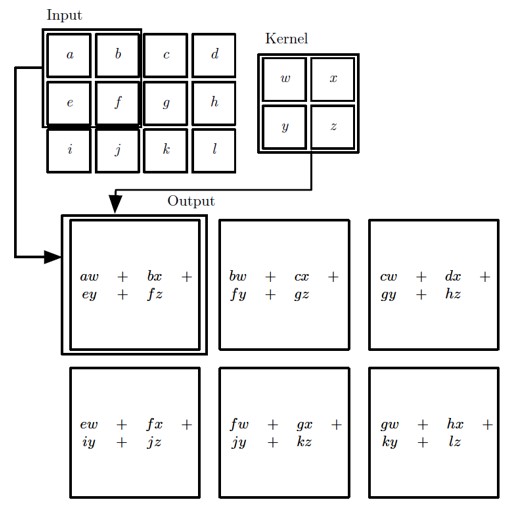 Input
a b c d
Kernel
w x
e f g h
y z
i j k l
Output
aw + bx +
ey + fz
bw + cx +
fy + gz
cw + dx +
gy + hz
ew + fx +
iy + jz
fw + gx +
jy + kz
gw + hx +
ky + lz